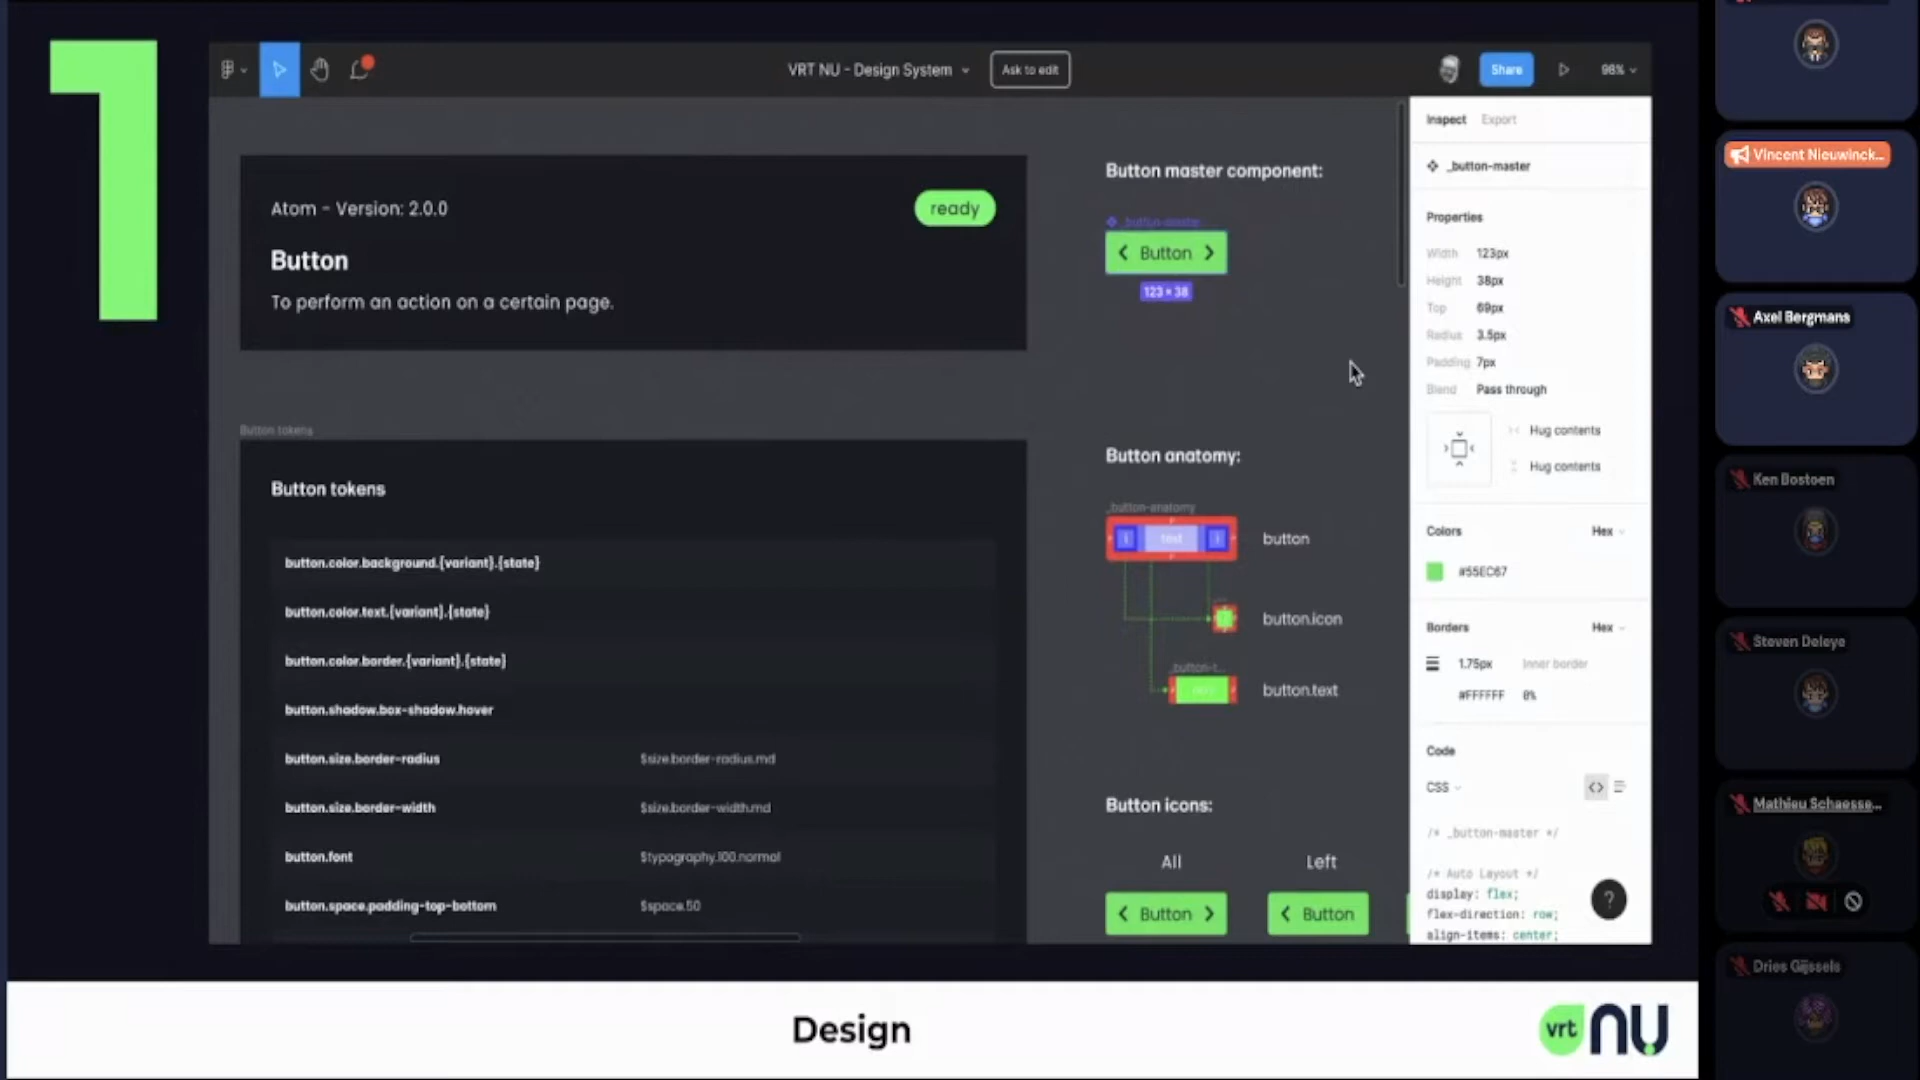 1
VRT NU - Design System
Ask to edit
Share
98%
Atom - Version: 2.0.0
ready
Button
To perform an action on a certain page.
Button tokens
Button tokens
button.color.background.{variant}.{state}
button.color.text.{variant}.{state}
button.color.border.{variant}.{state}
button.shadow.box-shadow.hover
button.size.border-radius $size.border-radius.md
button.size.border-width $size.border-width.md
button.font $typography.100.normal
button.space.padding-top-bottom $space.50
Button master component:
_button-master
< Button >
123 × 38
Button anatomy:
_button-anatomy
text
button
button.icon
_button-t...
button.text
Button icons:
All Left
< Button > < Button
Inspect Export
_button-master
Properties
Width 123px
Height 38px
Top 69px
Radius 3.5px
Padding 7px
Blend Pass through
Hug contents
Hug contents
Colors Hex
#55EC67
Borders Hex
1.75px Inner border
#FFFFFF 0%
Code
CSS
<>
/* _button-master */
/* Auto Layout */
display: flex;
flex-direction: row;
align-items: center;
?
Design
vrt nu
Vincent Nieuwinck...
Axel Bergmans
Ken Bostoen
Steven Deleye
Mathieu Schaesse...
Dries Gijssels